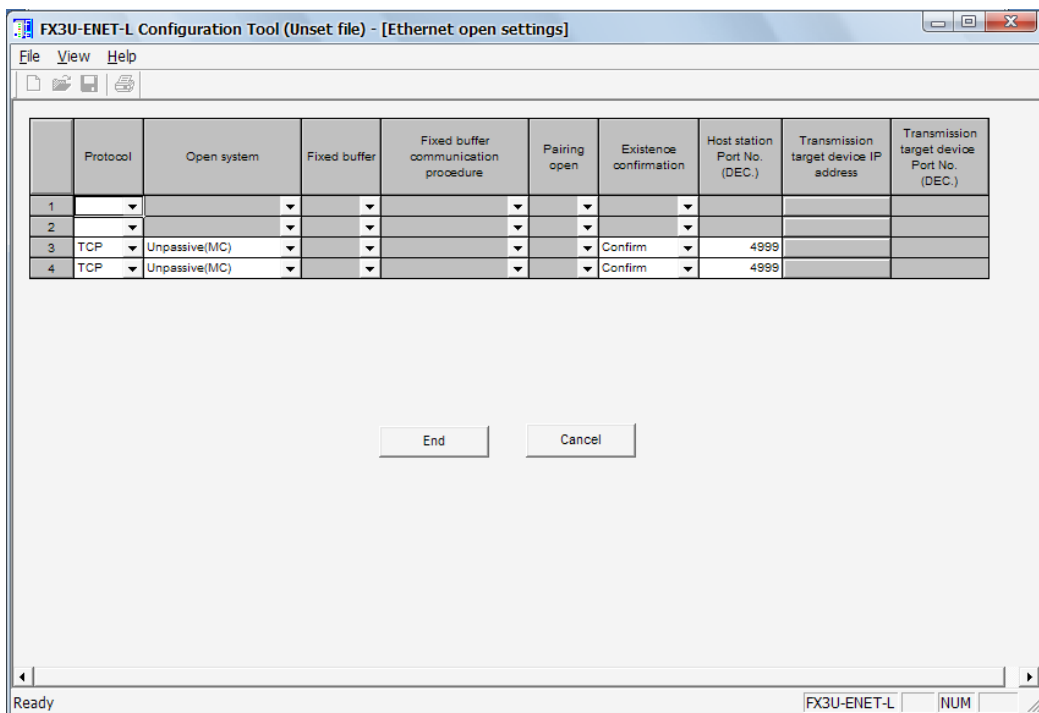 FX3U-ENET-L Configuration Tool (Unset file) - [Ethernet open settings]
File View Help
Protocol Open system Fixed buffer Fixed buffer communication procedure Pairing open Existence confirmation Host station Port No. (DEC.) Transmission target device IP address Transmission target device Port No. (DEC.)
1
2
3 TCP Unpassive(MC) Confirm 4999
4 TCP Unpassive(MC) Confirm 4999
End Cancel
Ready FX3U-ENET-L NUM